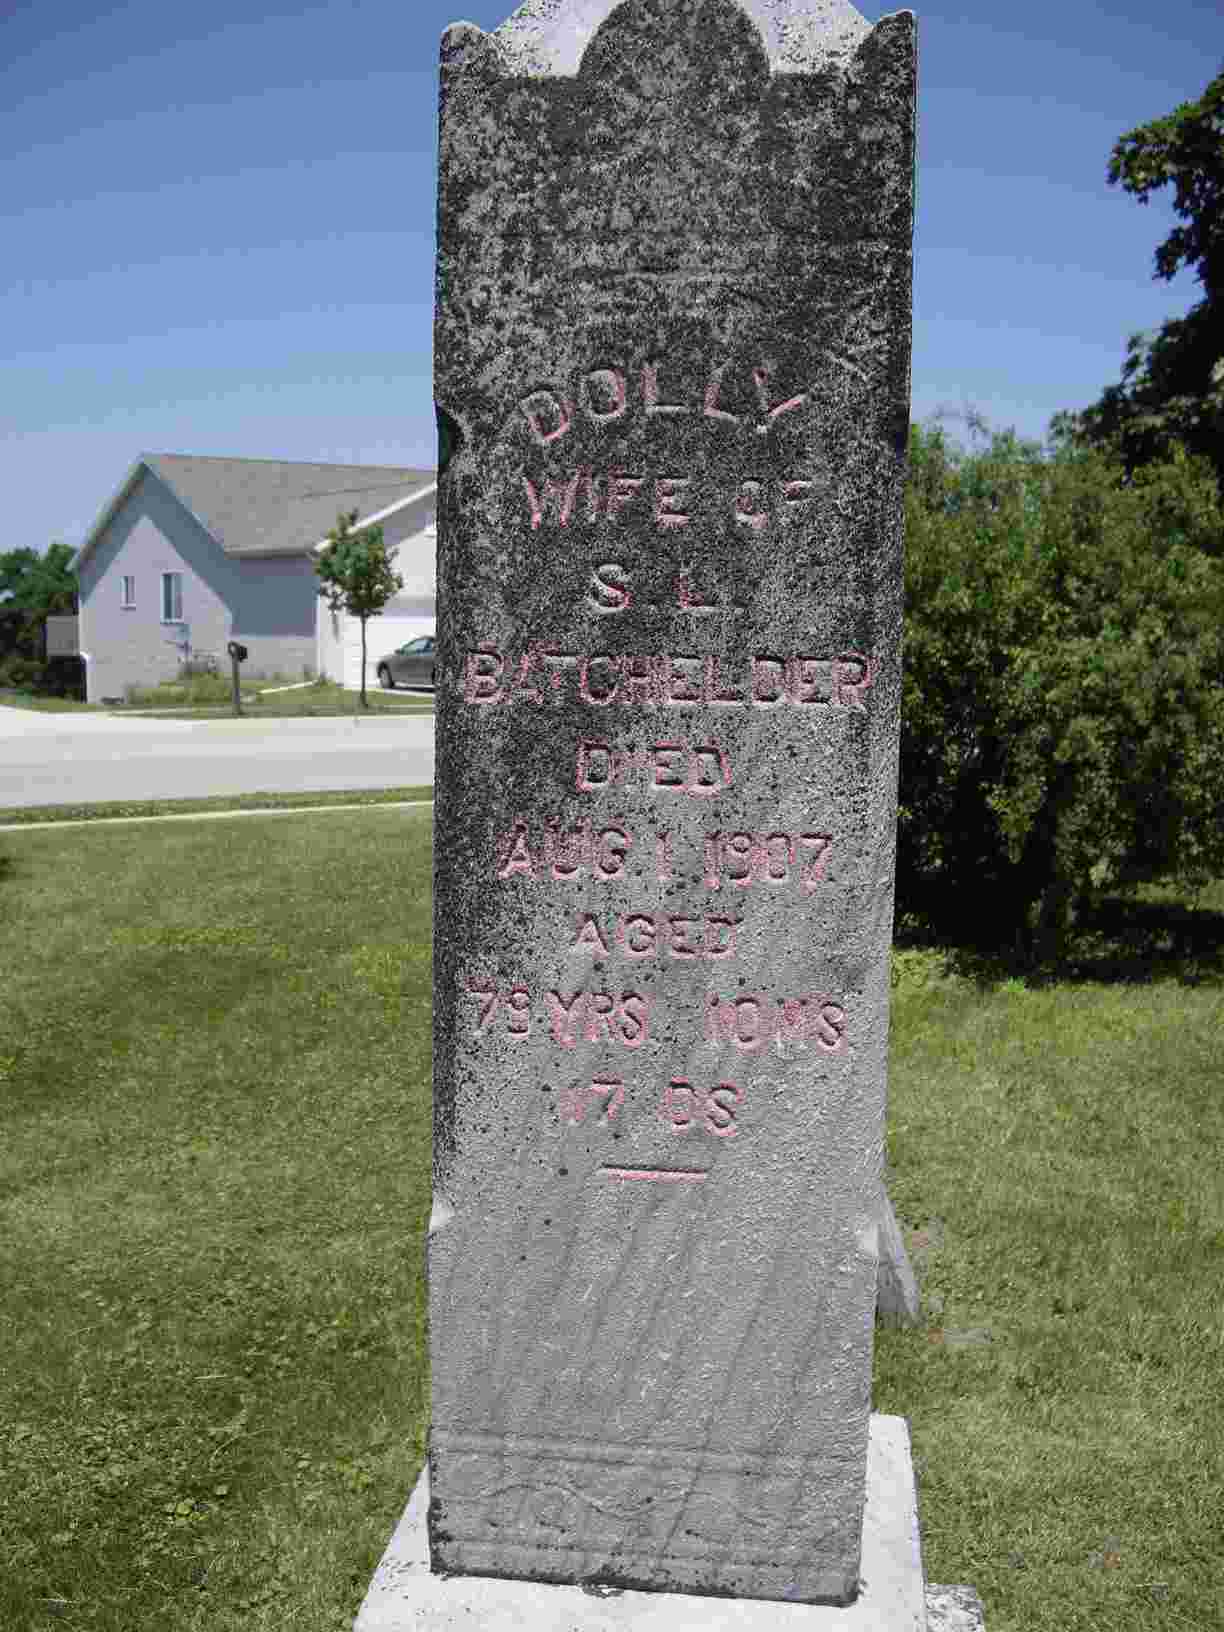 DOLLY
WIFE OF
S. L.
BATCHELDER
DIED
AUG. 1, 1907
AGED
79 YRS 10 MS
17 DS